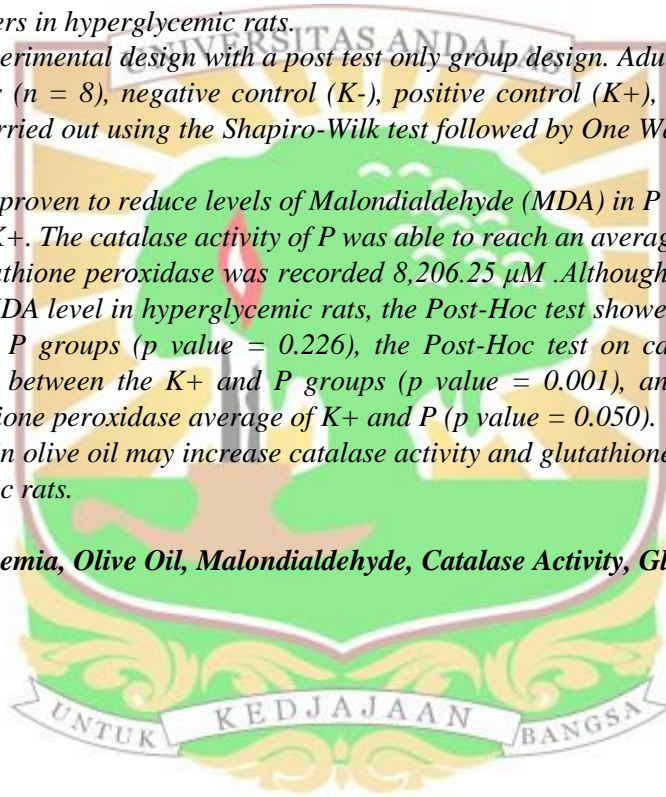 ers in hyperglycemic rats.
UNIVERSITAS ANDALAS
erimental design with a post test only group design. Adu
s (n = 8), negative control (K-), positive control (K+),
rried out using the Shapiro-Wilk test followed by One Wa
proven to reduce levels of Malondialdehyde (MDA) in P
K+. The catalase activity of P was able to reach an average
athione peroxidase was recorded 8,206.25 μM .Although
MDA level in hyperglycemic rats, the Post-Hoc test showe
P groups (p value = 0.226), the Post-Hoc test on ca
between the K+ and P groups (p value = 0.001), an
ione peroxidase average of K+ and P (p value = 0.050).
in olive oil may increase catalase activity and glutathione
ic rats.
emia, Olive Oil, Malondialdehyde, Catalase Activity, Gl
UNTUK KEDJAJAAN BANGSA